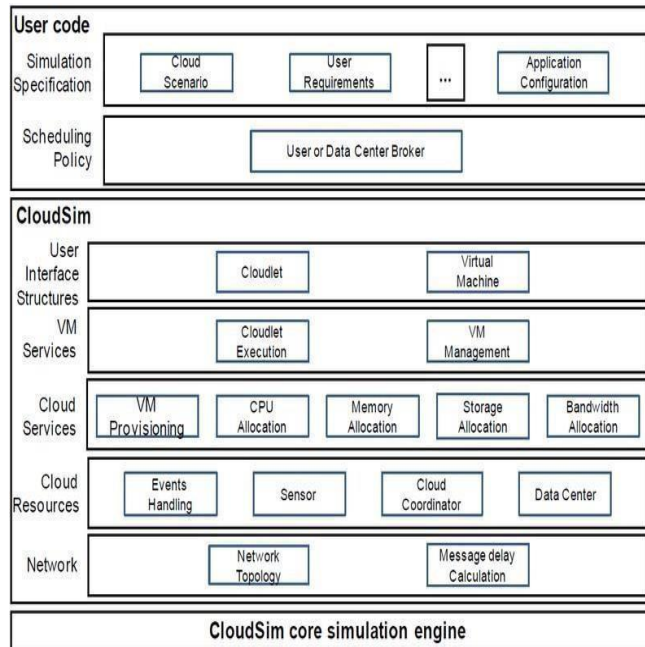 User code
Simulation
Specification
Cloud
Scenario
User
Requirements
...
Application
Configuration
Scheduling
Policy
User or Data Center Broker
CloudSim
User
Interface
Structures
Cloudlet
Virtual
Machine
VM
Services
Cloudlet
Execution
VM
Management
Cloud
Services
VM
Provisioning
CPU
Allocation
Memory
Allocation
Storage
Allocation
Bandwidth
Allocation
Cloud
Resources
Events
Handling
Sensor
Cloud
Coordinator
Data Center
Network
Network
Topology
Message delay
Calculation
CloudSim core simulation engine